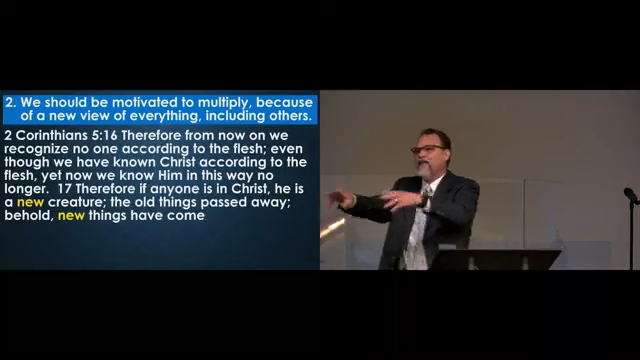 2. We should be motivated to multiply, because
of a new view of everything, including others.
2 Corinthians 5:16 Therefore from now on we
recognize no one according to the flesh; even
though we have known Christ according to the
flesh, yet now we know Him in this way no
longer. 17 Therefore if anyone is in Christ, he is
a new creature; the old things passed away;
behold, new things have come